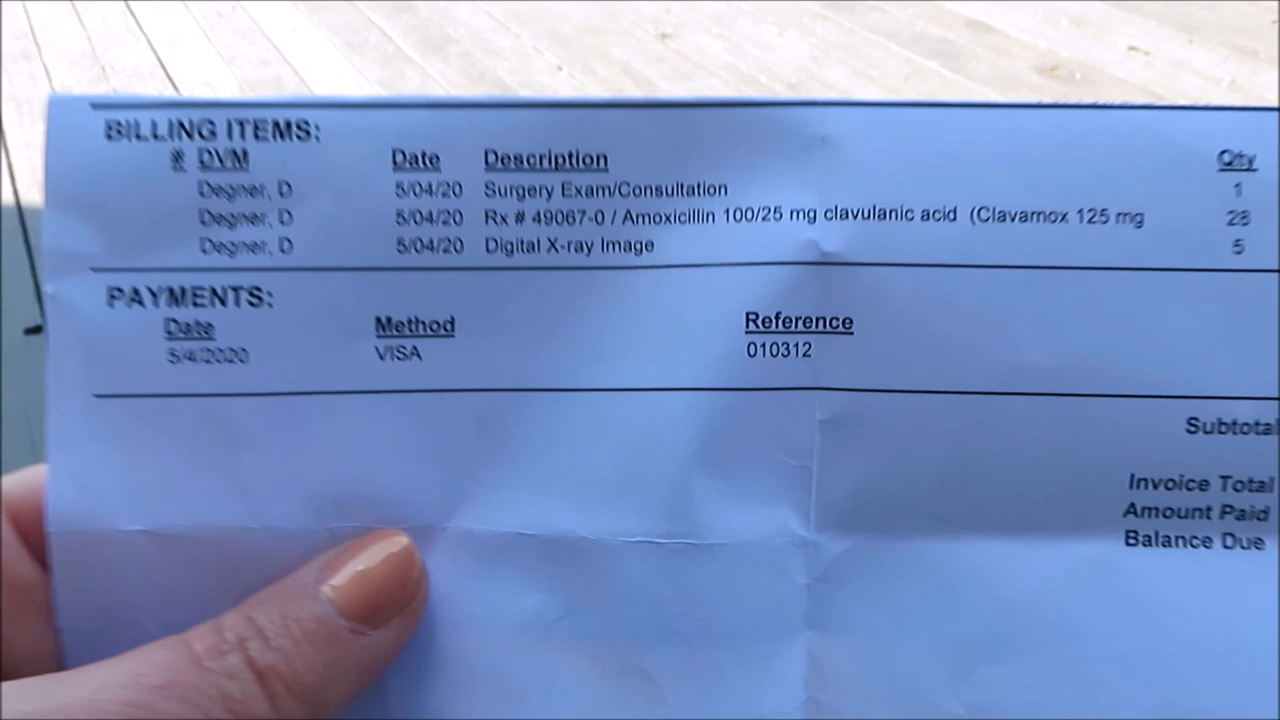 BILLING ITEMS:
# DVM Date Description Qty
Degner, D 5/04/20 Surgery Exam/Consultation 1
Degner, D 5/04/20 Rx # 49067-0 / Amoxicillin 100/25 mg clavulanic acid (Clavamox 125 mg 28
Degner, D 5/04/20 Digital X-ray Image 5
PAYMENTS:
Date Method Reference
5/4/2020 VISA 010312
Subtotal
Invoice Total
Amount Paid
Balance Due